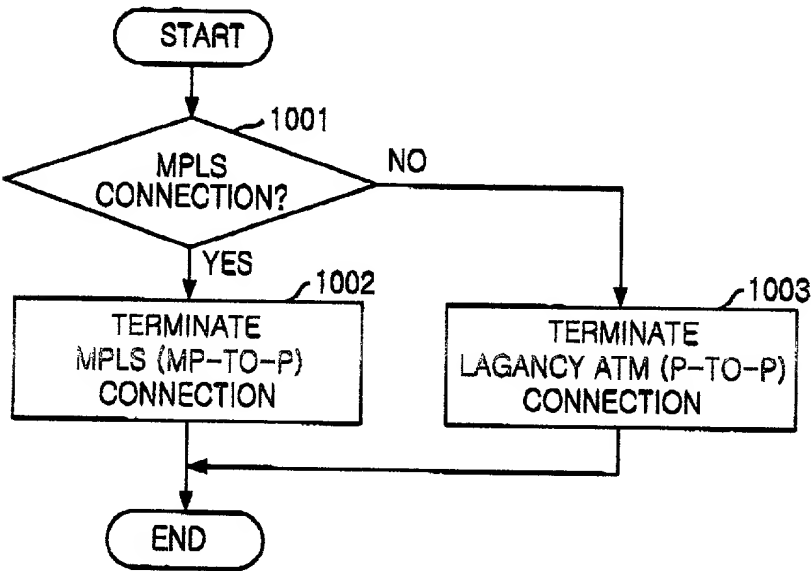 START
1001
MPLS
CONNECTION?
NO
YES
1002
TERMINATE
MPLS (MP-TO-P)
CONNECTION
1003
TERMINATE
LAGANCY ATM (P-TO-P)
CONNECTION
END